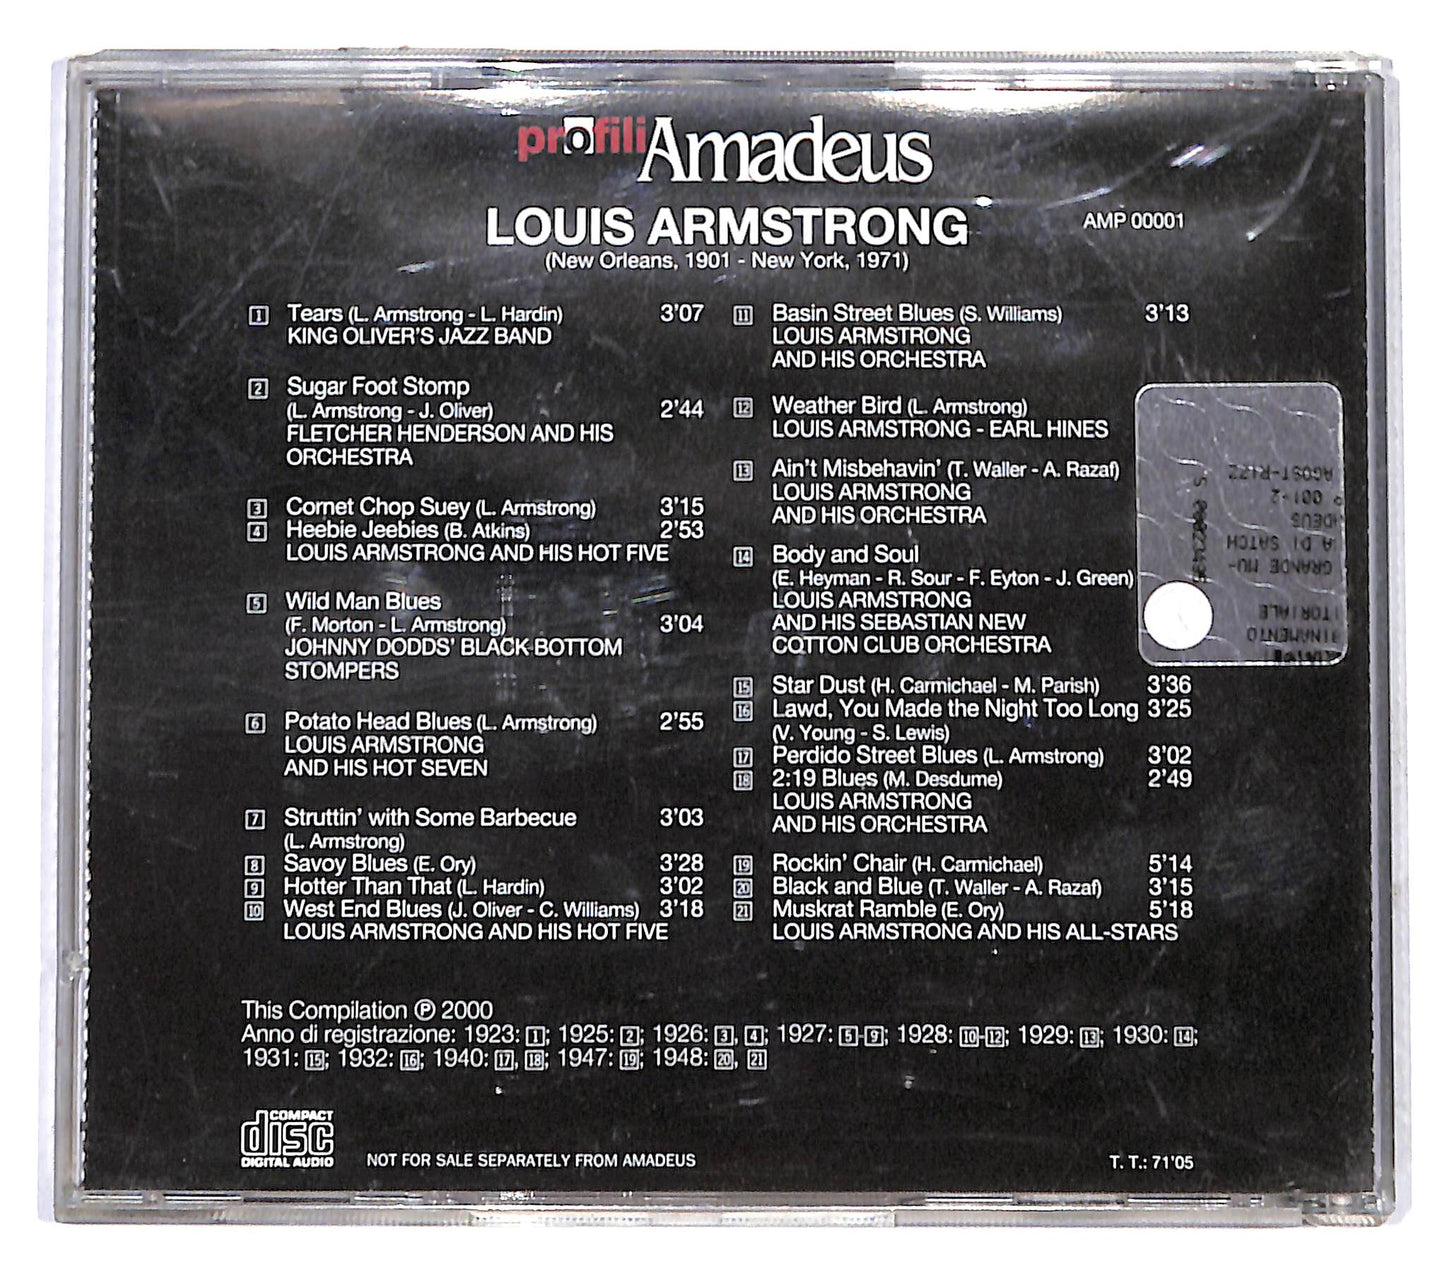 profili Amadeus
LOUIS ARMSTRONG
AMP 00001
(New Orleans, 1901 - New York, 1971)
1 Tears (L. Armstrong - L. Hardin) 3'07
KING OLIVER'S JAZZ BAND
2 Sugar Foot Stomp
(L. Armstrong - J. Oliver) 2'44
FLETCHER HENDERSON AND HIS
ORCHESTRA
3 Cornet Chop Suey (L. Armstrong) 3'15
4 Heebie Jeebies (B. Atkins) 2'53
LOUIS ARMSTRONG AND HIS HOT FIVE
5 Wild Man Blues
(F. Morton - L. Armstrong) 3'04
JOHNNY DODDS' BLACK BOTTOM
STOMPERS
6 Potato Head Blues (L. Armstrong) 2'55
LOUIS ARMSTRONG
AND HIS HOT SEVEN
7 Struttin' with Some Barbecue 3'03
(L. Armstrong)
8 Savoy Blues (E. Ory) 3'28
9 Hotter Than That (L. Hardin) 3'02
10 West End Blues (J. Oliver - C. Williams) 3'18
LOUIS ARMSTRONG AND HIS HOT FIVE
11 Basin Street Blues (S. Williams) 3'13
LOUIS ARMSTRONG
AND HIS ORCHESTRA
12 Weather Bird (L. Armstrong)
LOUIS ARMSTRONG - EARL HINES
13 Ain't Misbehavin' (T. Waller - A. Razaf)
LOUIS ARMSTRONG
AND HIS ORCHESTRA
14 Body and Soul
(E. Heyman - R. Sour - F. Eyton - J. Green)
LOUIS ARMSTRONG
AND HIS SEBASTIAN NEW
COTTON CLUB ORCHESTRA
15 Star Dust (H. Carmichael - M. Parish) 3'36
16 Lawd, You Made the Night Too Long 3'25
(V. Young - S. Lewis)
17 Perdido Street Blues (L. Armstrong) 3'02
18 2:19 Blues (M. Desdume) 2'49
LOUIS ARMSTRONG
AND HIS ORCHESTRA
19 Rockin' Chair (H. Carmichael) 5'14
20 Black and Blue (T. Waller - A. Razaf) 3'15
21 Muskrat Ramble (E. Ory) 5'18
LOUIS ARMSTRONG AND HIS ALL-STARS
TORIALE
GRANDE MU-
A DI SATCH
DEUS
001-2
AGOST-RIZZ
This Compilation ℗ 2000
Anno di registrazione: 1923: 1; 1925: 2; 1926: 3, 4; 1927: 5-9; 1928: 10-12; 1929: 13; 1930: 14;
1931: 15; 1932: 16; 1940: 17, 18; 1947: 19; 1948: 20, 21
COMPACT
disc
DIGITAL AUDIO
NOT FOR SALE SEPARATELY FROM AMADEUS
T. T.: 71'05